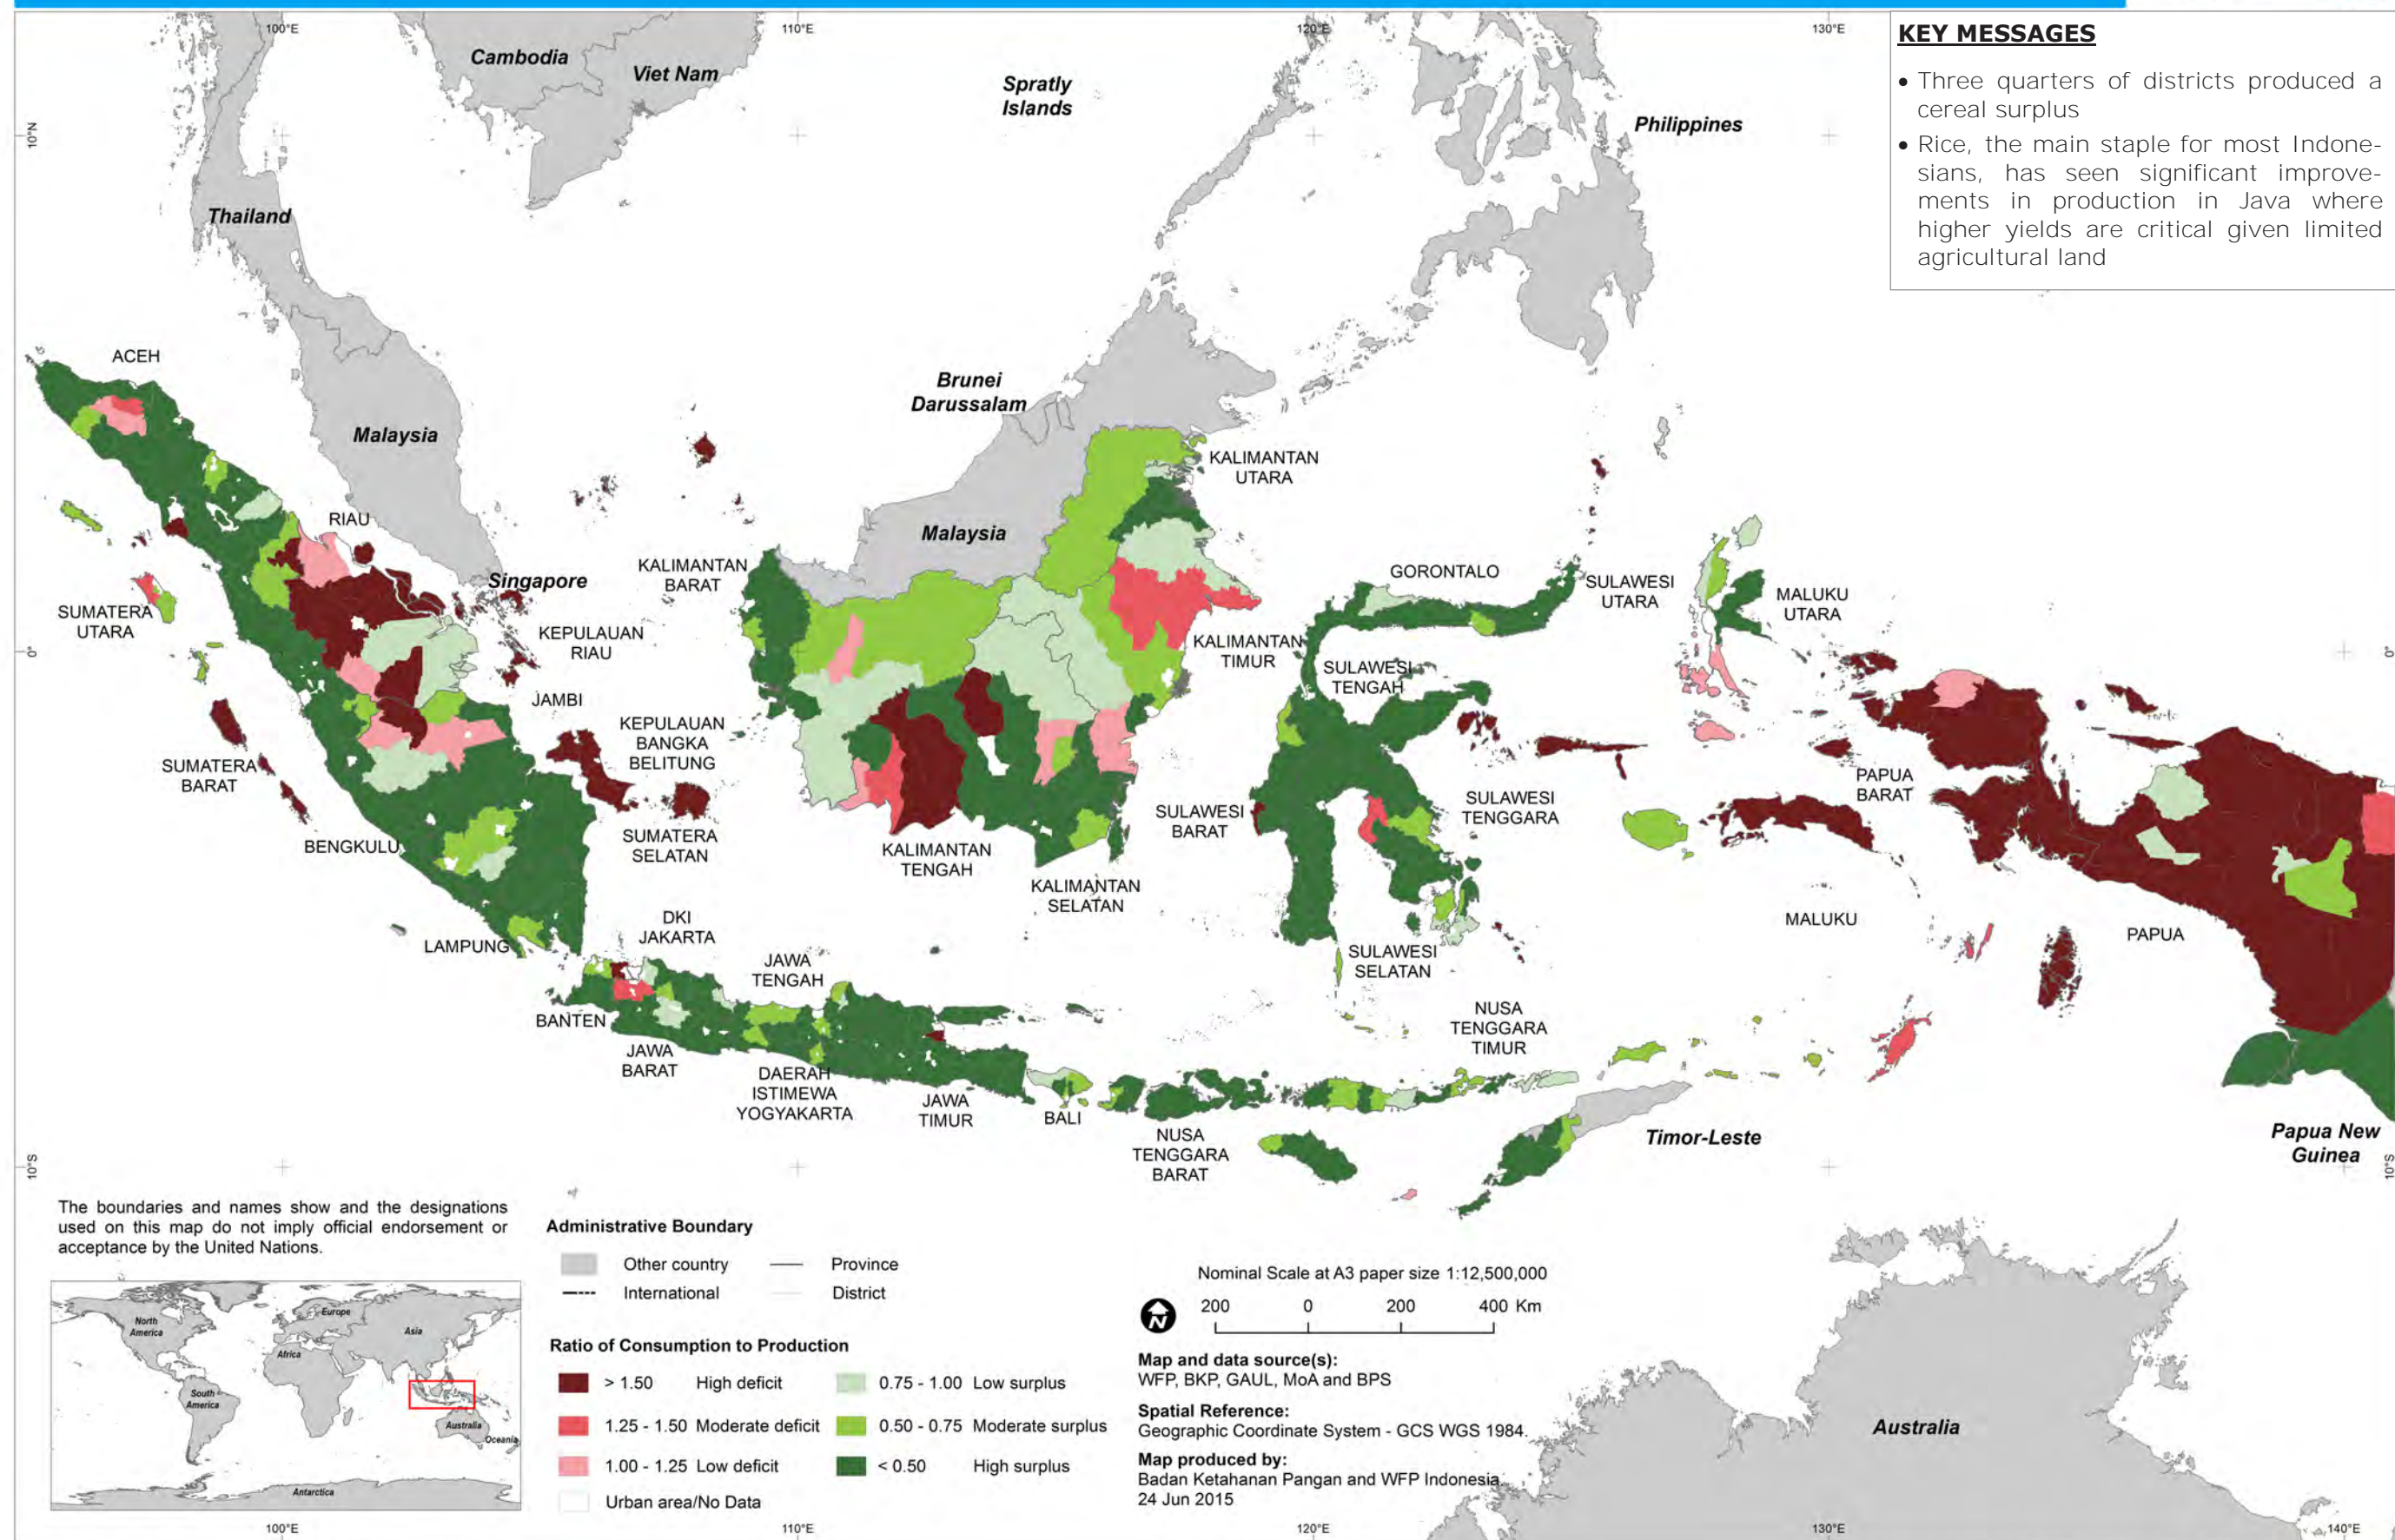 KEY MESSAGES
• Three quarters of districts produced a
cereal surplus
• Rice, the main staple for most Indone-
sians, has seen significant improve-
ments in production in Java where
higher yields are critical given limited
agricultural land
100°E
110°E
120°E
130°E
10°N
0°
10°S
0°
10°S
Cambodia
Viet Nam
Spratly
Islands
Philippines
Thailand
ACEH
Malaysia
Brunei
Darussalam
KALIMANTAN
UTARA
RIAU
Malaysia
Singapore
KALIMANTAN
BARAT
GORONTALO
SULAWESI
UTARA
MALUKU
UTARA
SUMATERA
UTARA
KEPULAUAN
RIAU
KALIMANTAN
TIMUR
SULAWESI
TENGAH
JAMBI
KEPULAUAN
BANGKA
BELITUNG
SUMATERA
BARAT
PAPUA
BARAT
SULAWESI
BARAT
SULAWESI
TENGGARA
BENGKULU
SUMATERA
SELATAN
KALIMANTAN
TENGAH
KALIMANTAN
SELATAN
DKI
JAKARTA
MALUKU
PAPUA
LAMPUNG
JAWA
TENGAH
SULAWESI
SELATAN
BANTEN
NUSA
TENGGARA
TIMUR
JAWA
BARAT
DAERAH
ISTIMEWA
YOGYAKARTA
JAWA
TIMUR
BALI
NUSA
TENGGARA
BARAT
Timor-Leste
Papua New
Guinea
Australia
The boundaries and names show and the designations
used on this map do not imply official endorsement or
acceptance by the United Nations.
North
America
Europe
Asia
Africa
South
America
Australia
Oceania
Antarctica
Administrative Boundary
Other country
Province
International
District
Ratio of Consumption to Production
> 1.50 High deficit
0.75 - 1.00 Low surplus
1.25 - 1.50 Moderate deficit
0.50 - 0.75 Moderate surplus
1.00 - 1.25 Low deficit
< 0.50 High surplus
Urban area/No Data
Nominal Scale at A3 paper size 1:12,500,000
N
200 0 200 400 Km
Map and data source(s):
WFP, BKP, GAUL, MoA and BPS
Spatial Reference:
Geographic Coordinate System - GCS WGS 1984.
Map produced by:
Badan Ketahanan Pangan and WFP Indonesia.
24 Jun 2015
100°E
110°E
120°E
130°E
140°E